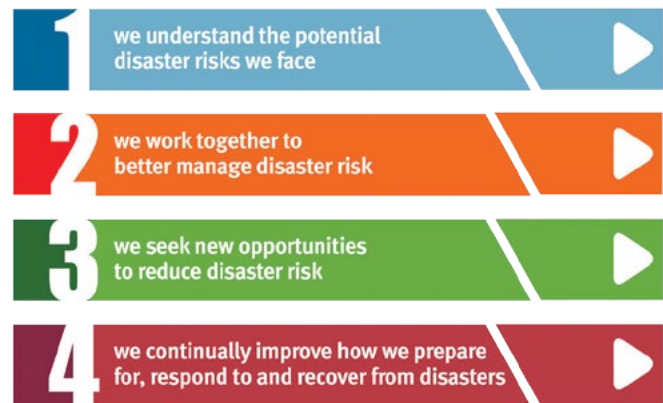 1
we understand the potential
disaster risks we face
2
we work together to
better manage disaster risk
3
we seek new opportunities
to reduce disaster risk
4
we continually improve how we prepare
for, respond to and recover from disasters